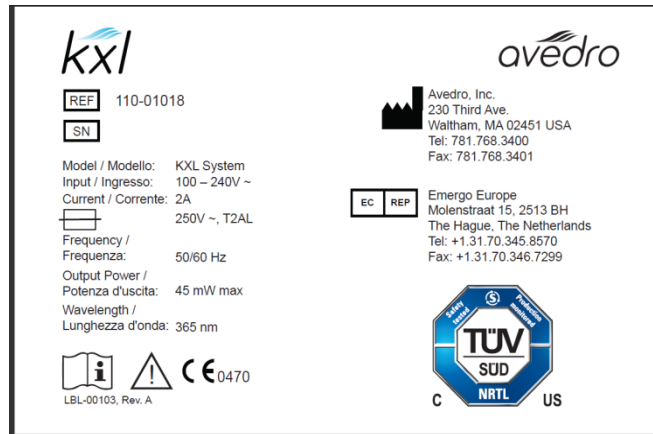 kxl
REF 110-01018
SN
Model / Modello: KXL System
Input / Ingresso: 100 – 240V ~
Current / Corrente: 2A
250V ~, T2AL
Frequency /
Frequenza: 50/60 Hz
Output Power /
Potenza d'uscita: 45 mW max
Wavelength /
Lunghezza d'onda: 365 nm
i
! CE 0470
LBL-00103, Rev. A
avedro
Avedro, Inc.
230 Third Ave.
Waltham, MA 02451 USA
Tel: 781.768.3400
Fax: 781.768.3401
EC REP
Emergo Europe
Molenstraat 15, 2513 BH
The Hague, The Netherlands
Tel: +1.31.70.345.8570
Fax: +1.31.70.346.7299
Safety tested
S
Production monitored
TÜV
SÜD
NRTL
C US